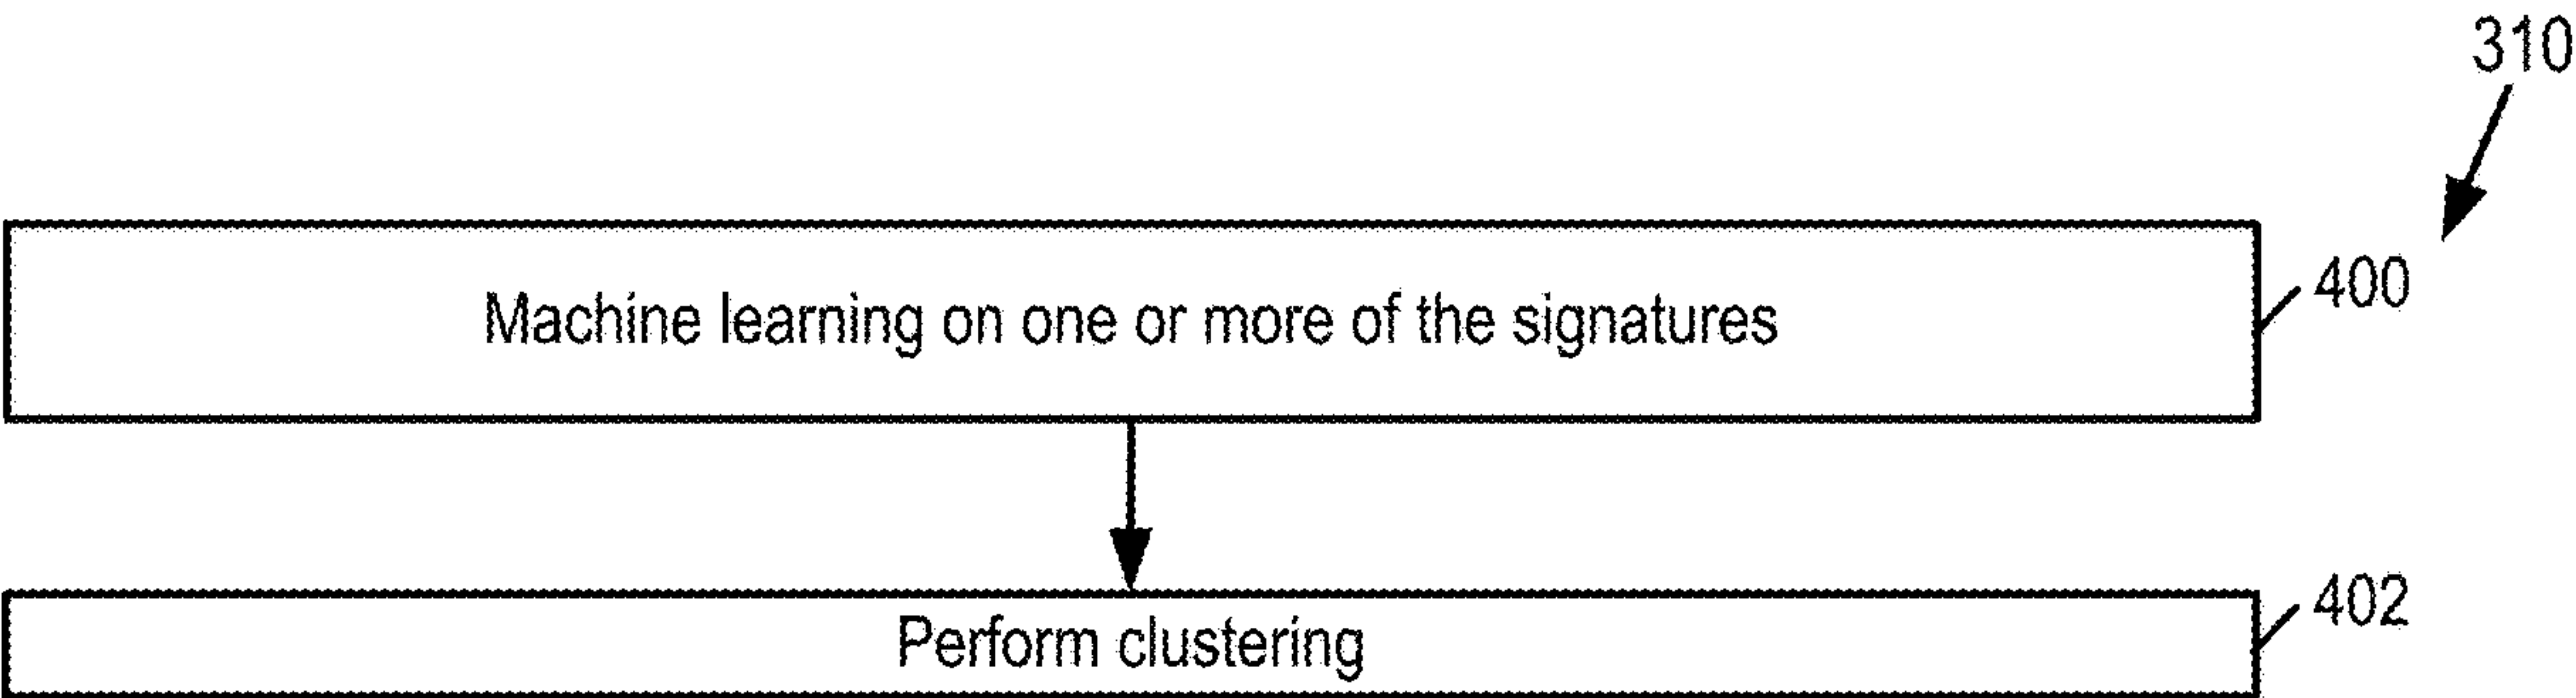 310
Machine learning on one or more of the signatures
400
Perform clustering
402